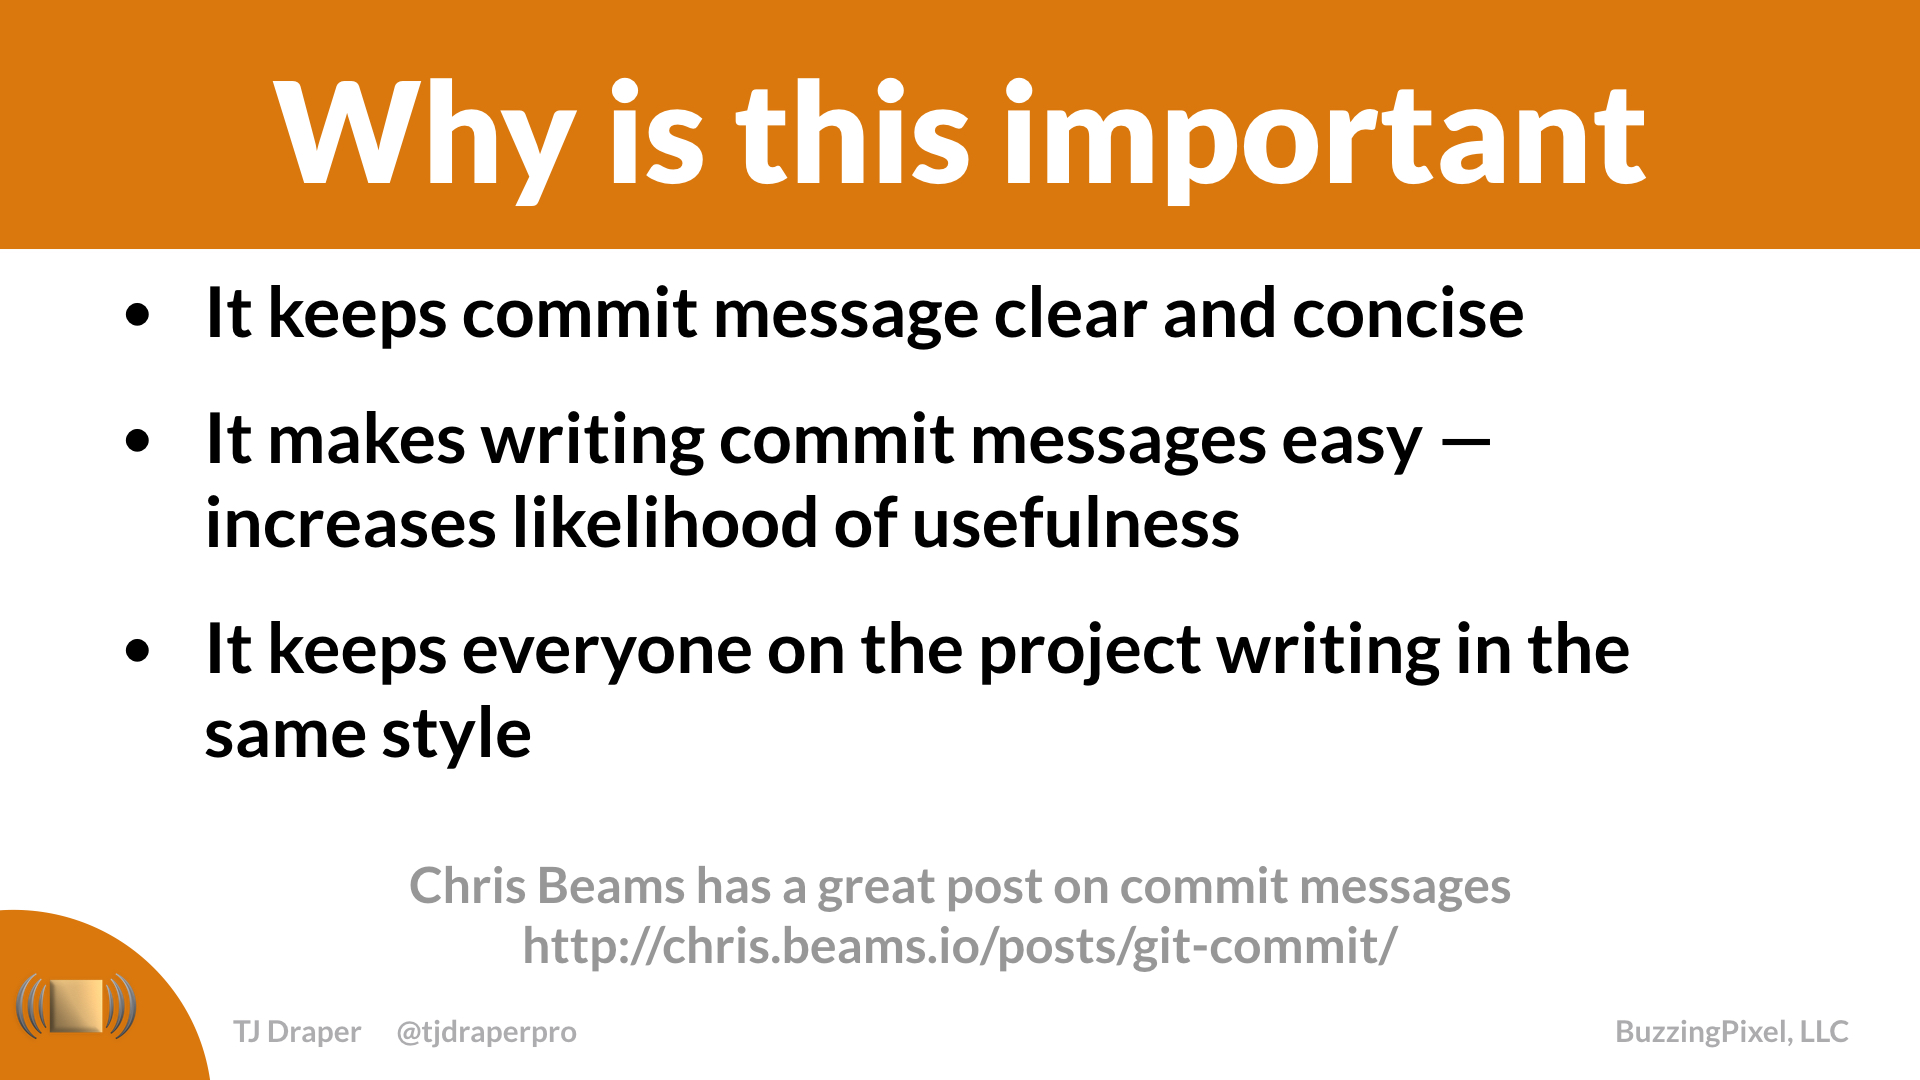 Why is this important
• It keeps commit message clear and concise
• It makes writing commit messages easy —
increases likelihood of usefulness
• It keeps everyone on the project writing in the
same style
Chris Beams has a great post on commit messages
http://chris.beams.io/posts/git-commit/
TJ Draper @tjdraperpro BuzzingPixel, LLC